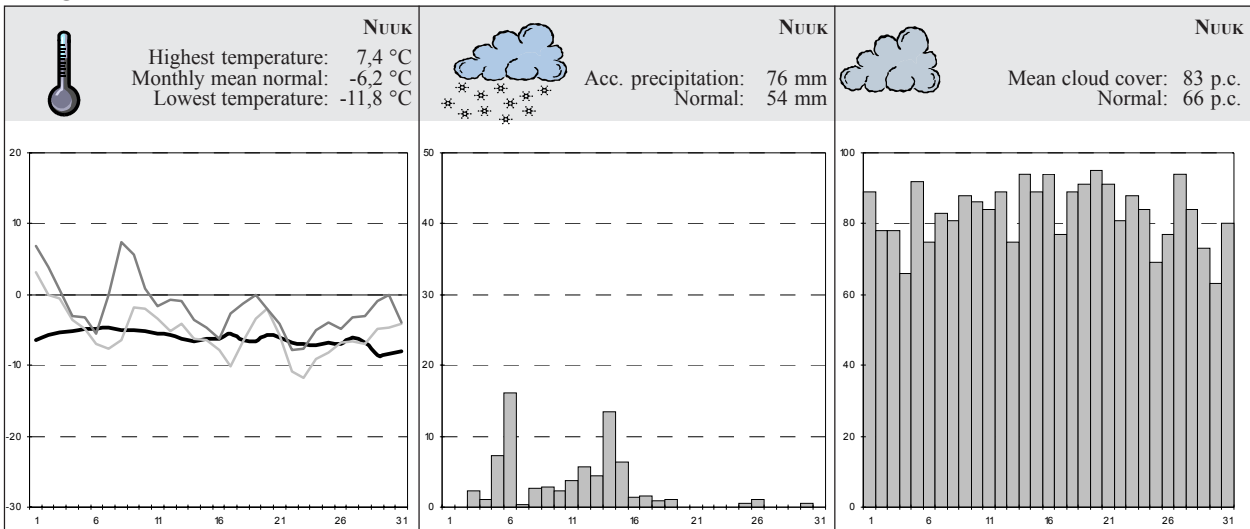 NUUK
Highest temperature: 7,4 °C
Monthly mean normal: -6,2 °C
Lowest temperature: -11,8 °C
NUUK
Acc. precipitation: 76 mm
Normal: 54 mm
NUUK
Mean cloud cover: 83 p.c.
Normal: 66 p.c.
20
10
0
-10
-20
-30
1 6 11 16 21 26 31
50
40
30
20
10
0
1 6 11 16 21 26 31
100
80
60
40
20
0
1 6 11 16 21 26 31